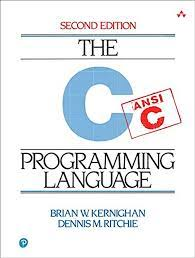 SECOND EDITION
THE
C
ANSI
C
PROGRAMMING
LANGUAGE
BRIAN W. KERNIGHAN
DENNIS M. RITCHIE
P